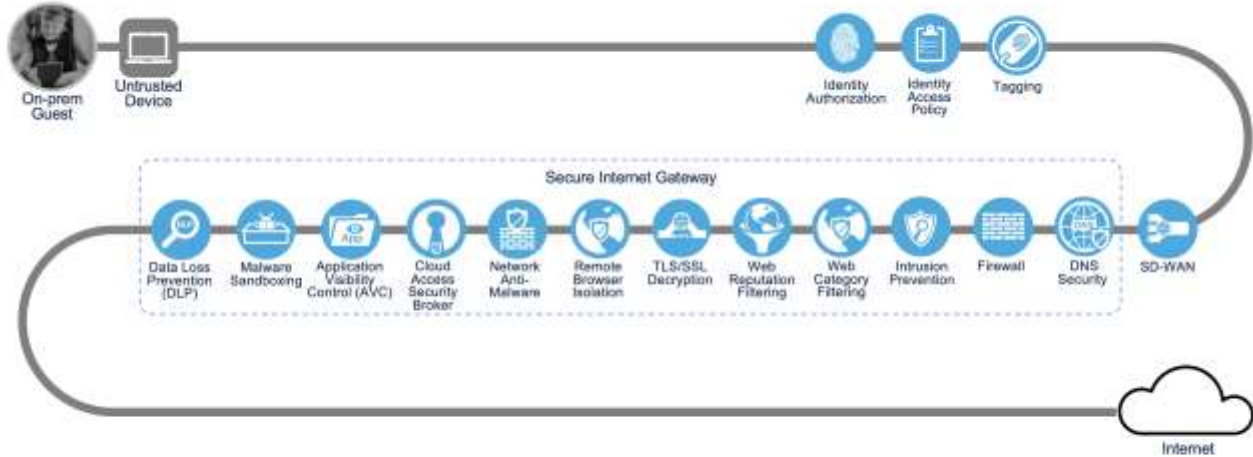 On-prem
Guest
Untrusted
Device
Identity
Authorization
Identity
Access
Policy
Tagging
Secure Internet Gateway
Data Loss
Prevention
(DLP)
Malware
Sandboxing
Application
Visibility
Control (AVC)
App
Cloud
Access
Security
Broker
Network
Anti-
Malware
Remote
Browser
Isolation
TLS/SSL
Decryption
Web
Reputation
Filtering
Web
Category
Filtering
Intrusion
Prevention
Firewall
DNS
Security
SD-WAN
Internet